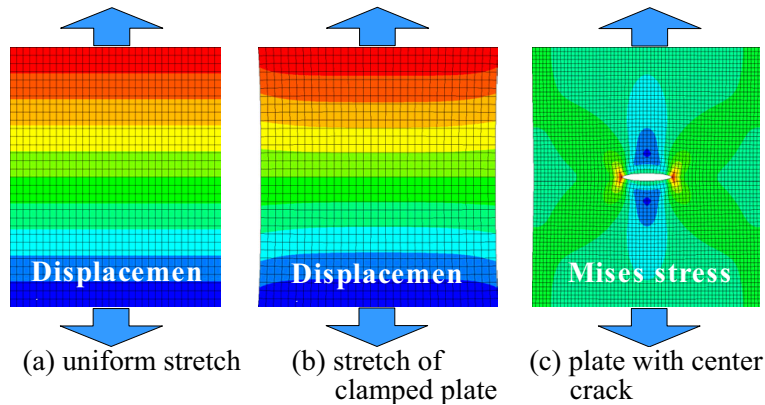 Displacemen
Displacemen
Mises stress
(a) uniform stretch
(b) stretch of
clamped plate
(c) plate with center
crack